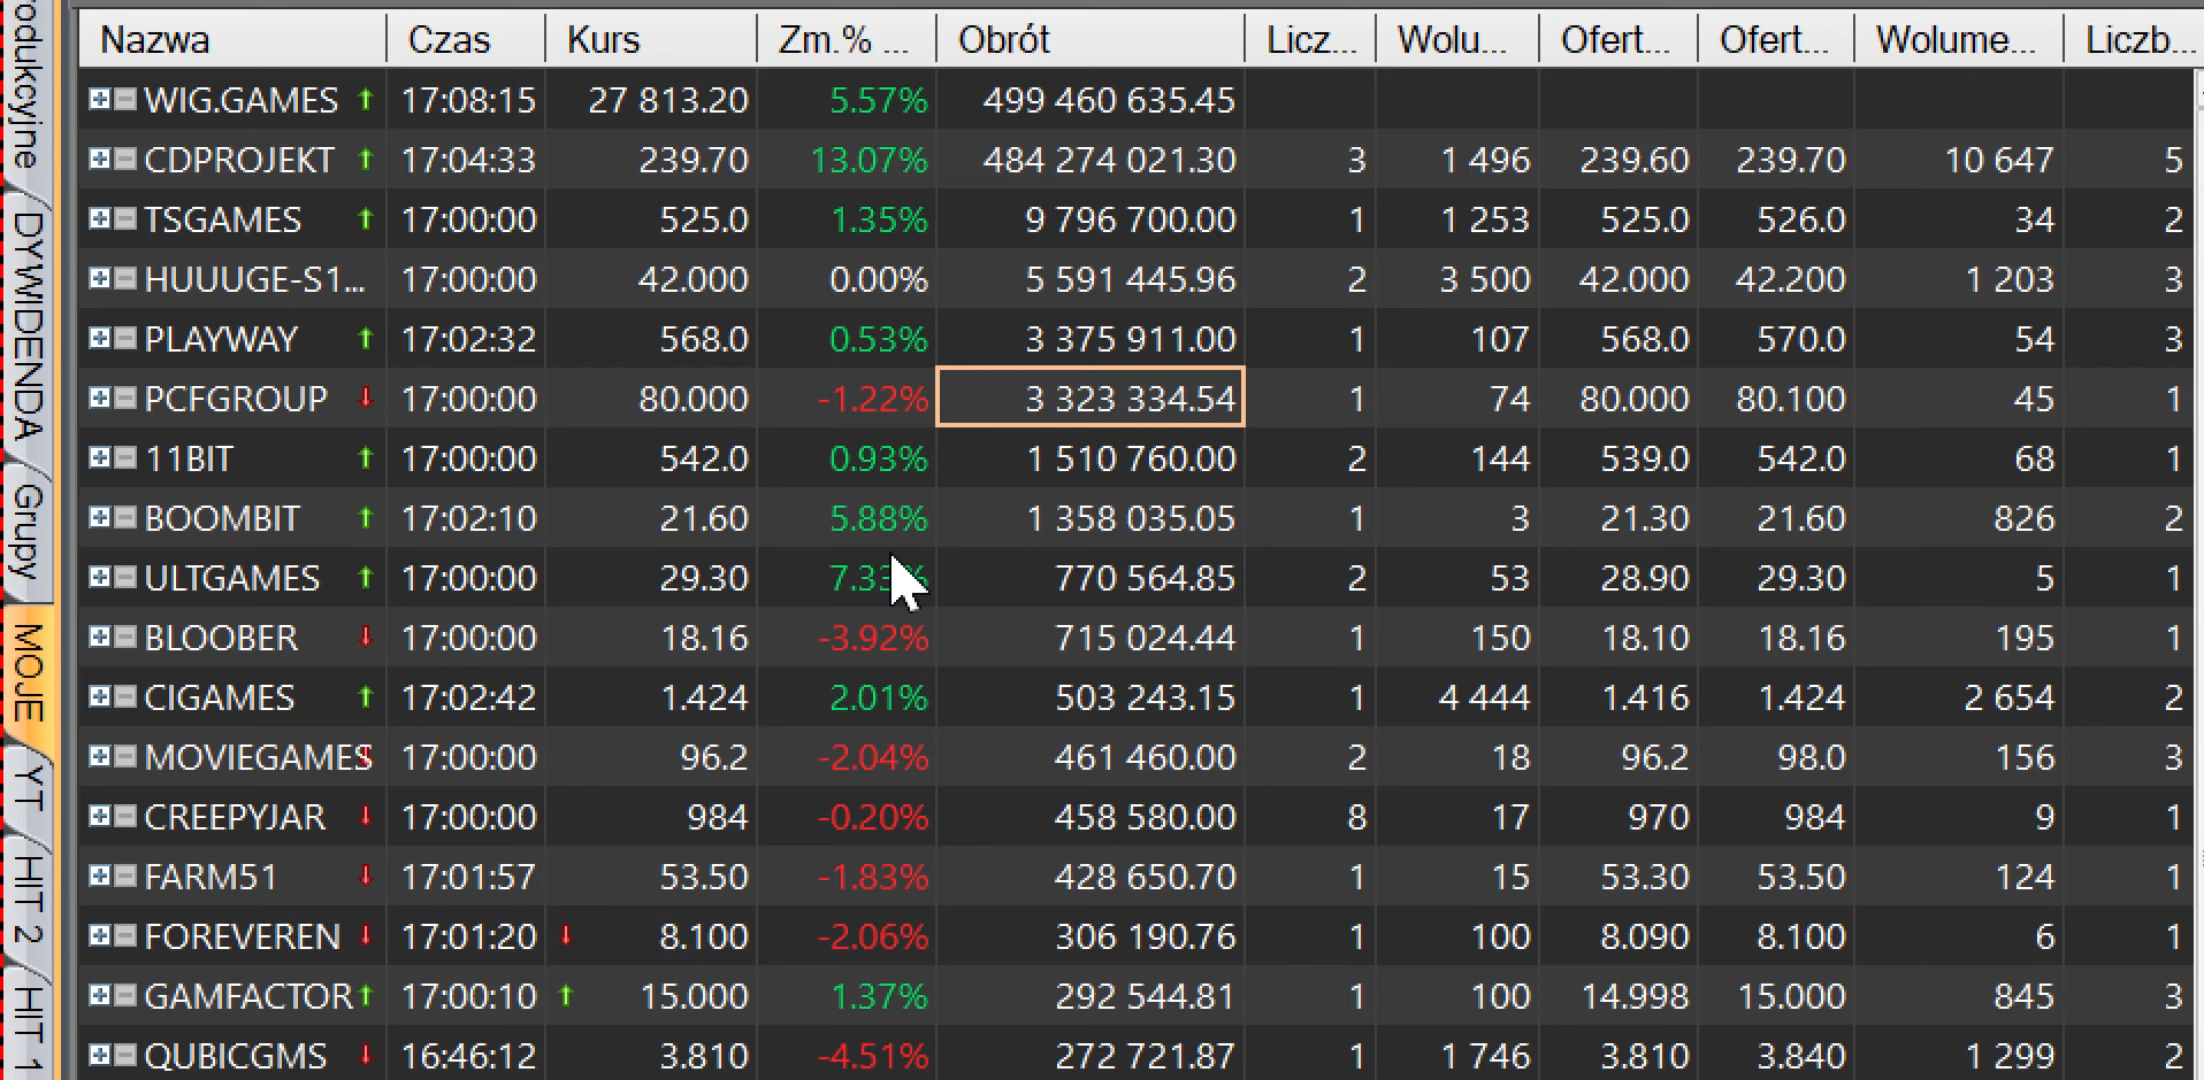 Nazwa Czas Kurs Zm.% ... Obrót Licz... Wolu... Ofert... Ofert... Wolume... Liczb...
WIG.GAMES 17:08:15 27 813.20 5.57% 499 460 635.45
CDPROJEKT 17:04:33 239.70 13.07% 484 274 021.30 3 1 496 239.60 239.70 10 647 5
TSGAMES 17:00:00 525.0 1.35% 9 796 700.00 1 1 253 525.0 526.0 34 2
HUUUGE-S1... 17:00:00 42.000 0.00% 5 591 445.96 2 3 500 42.000 42.200 1 203 3
PLAYWAY 17:02:32 568.0 0.53% 3 375 911.00 1 107 568.0 570.0 54 3
PCFGROUP 17:00:00 80.000 -1.22% 3 323 334.54 1 74 80.000 80.100 45 1
11BIT 17:00:00 542.0 0.93% 1 510 760.00 2 144 539.0 542.0 68 1
BOOMBIT 17:02:10 21.60 5.88% 1 358 035.05 1 3 21.30 21.60 826 2
ULTGAMES 17:00:00 29.30 7.33% 770 564.85 2 53 28.90 29.30 5 1
BLOOBER 17:00:00 18.16 -3.92% 715 024.44 1 150 18.10 18.16 195 1
CIGAMES 17:02:42 1.424 2.01% 503 243.15 1 4 444 1.416 1.424 2 654 2
MOVIEGAMES 17:00:00 96.2 -2.04% 461 460.00 2 18 96.2 98.0 156 3
CREEPYJAR 17:00:00 984 -0.20% 458 580.00 8 17 970 984 9 1
FARM51 17:01:57 53.50 -1.83% 428 650.70 1 15 53.30 53.50 124 1
FOREVEREN 17:01:20 8.100 -2.06% 306 190.76 1 100 8.090 8.100 6 1
GAMFACTOR 17:00:10 15.000 1.37% 292 544.81 1 100 14.998 15.000 845 3
QUBICGMS 16:46:12 3.810 -4.51% 272 721.87 1 1 746 3.810 3.840 1 299 2
rodukcyjne
DYWIDENDA
Grupy
MOJE
YT
HIT 2
HIT 1